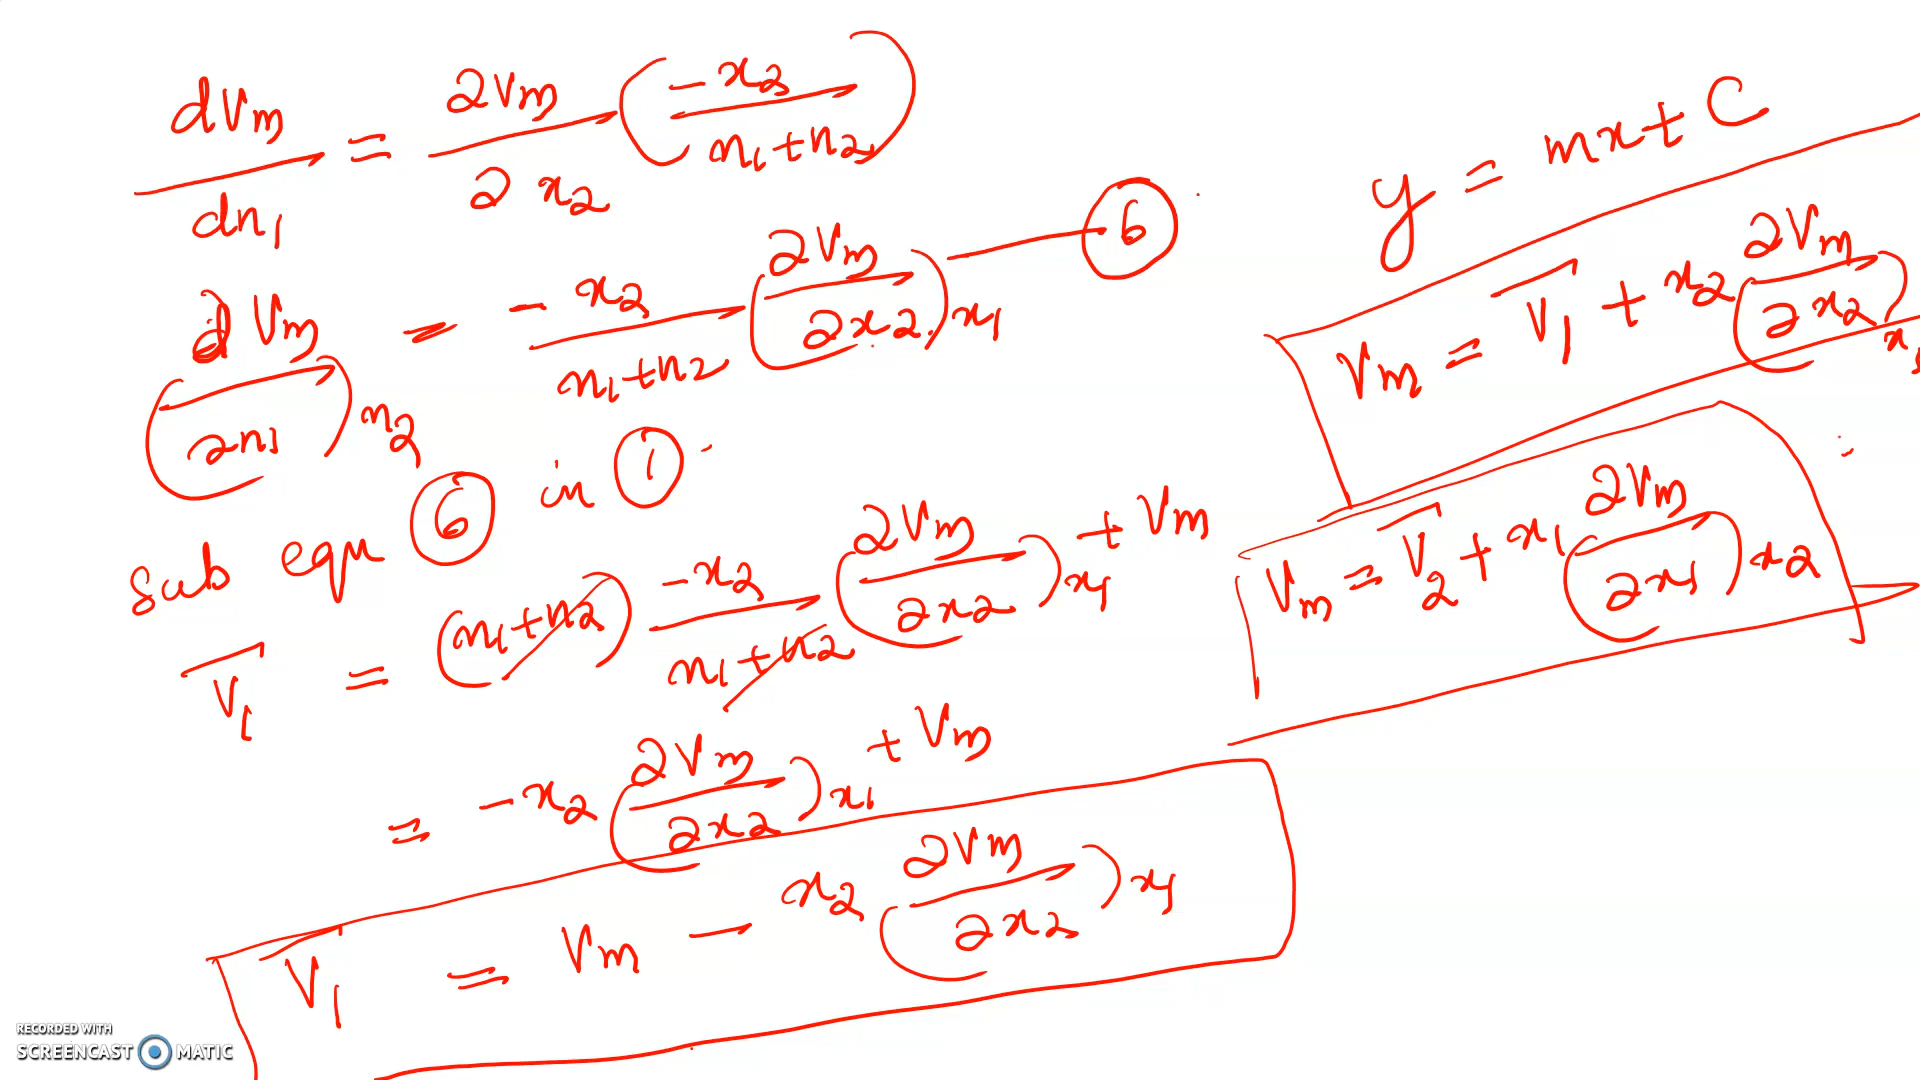 dVm/dn1 = ∂Vm/∂x2 (-x2/n1+n2)
(∂Vm/∂n1)n2 = -x2/n1+n2 (∂Vm/∂x2)x1 — 6
Sub equ 6 in 1
V̅1 = (n1+n2) -x2/n1+n2 (∂Vm/∂x2)x1 + Vm
= -x2 (∂Vm/∂x2)x1 + Vm
V̅1 = Vm - x2 (∂Vm/∂x2)x1
y = mx + C
Vm = V̅1 + x2 (∂Vm/∂x2)x1
Vm = V̅2 + x1 (∂Vm/∂x1)x2
RECORDED WITH
SCREENCAST MATIC